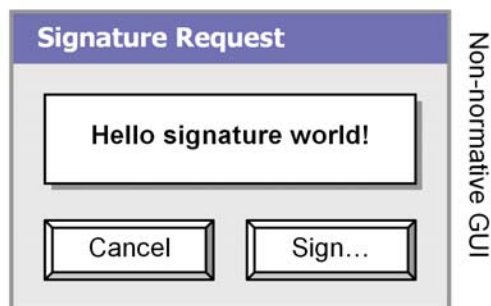 Signature Request
Hello signature world!
Cancel
Sign…
Non-normative GUI